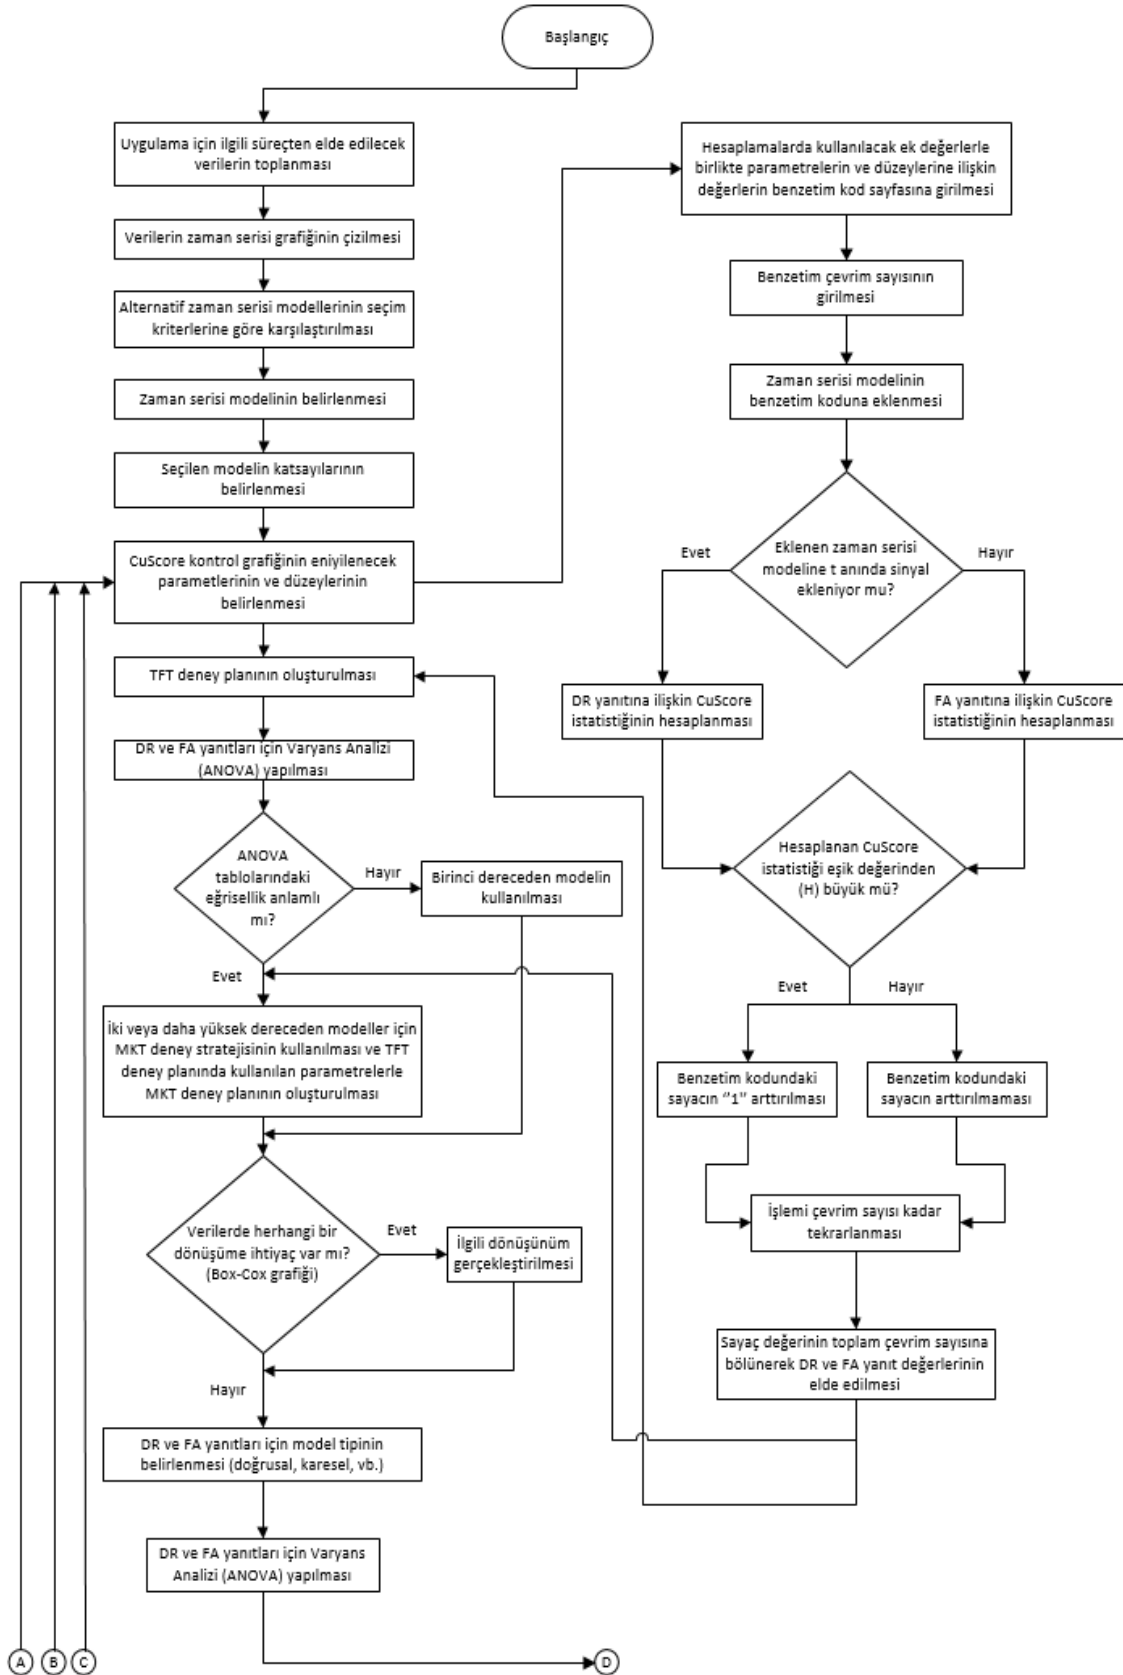 Başlangıç
Uygulama için ilgili süreçten elde edilecek
verilerin toplanması
Verilerin zaman serisi grafiğinin çizilmesi
Alternatif zaman serisi modellerinin seçim
kriterlerine göre karşılaştırılması
Zaman serisi modelinin belirlenmesi
Seçilen modelin katsayılarının
belirlenmesi
CuScore kontrol grafiğinin eniyilenecek
parametlerinin ve düzeylerinin
belirlenmesi
TFT deney planının oluşturulması
DR ve FA yanıtları için Varyans Analizi
(ANOVA) yapılması
ANOVA
tablolarındaki
eğrisellik anlamlı
mı?
Hayır
Birinci dereceden modelin
kullanılması
Evet
İki veya daha yüksek dereceden modeller için
MKT deney stratejisinin kullanılması ve TFT
deney planında kullanılan parametrelerle
MKT deney planının oluşturulması
Verilerde herhangi bir
dönüşüme ihtiyaç var mı?
(Box-Cox grafiği)
Evet
İlgili dönüşünüm
gerçekleştirilmesi
Hayır
DR ve FA yanıtları için model tipinin
belirlenmesi (doğrusal, karesel, vb.)
DR ve FA yanıtları için Varyans
Analizi (ANOVA) yapılması
A
B
C
D
Hesaplamalarda kullanılacak ek değerlerle
birlikte parametrelerin ve düzeylerine ilişkin
değerlerin benzetim kod sayfasına girilmesi
Benzetim çevrim sayısının
girilmesi
Zaman serisi modelinin
benzetim koduna eklenmesi
Eklenen zaman serisi
modeline t anında sinyal
ekleniyor mu?
Evet
Hayır
DR yanıtına ilişkin CuScore
istatistiğinin hesaplanması
FA yanıtına ilişkin CuScore
istatistiğinin hesaplanması
Hesaplanan CuScore
istatistiği eşik değerinden
(H) büyük mü?
Evet
Hayır
Benzetim kodundaki
sayacın ‘’1’’ arttırılması
Benzetim kodundaki
sayacın arttırılmaması
İşlemi çevrim sayısı kadar
tekrarlanması
Sayaç değerinin toplam çevrim sayısına
bölünerek DR ve FA yanıt değerlerinin
elde edilmesi